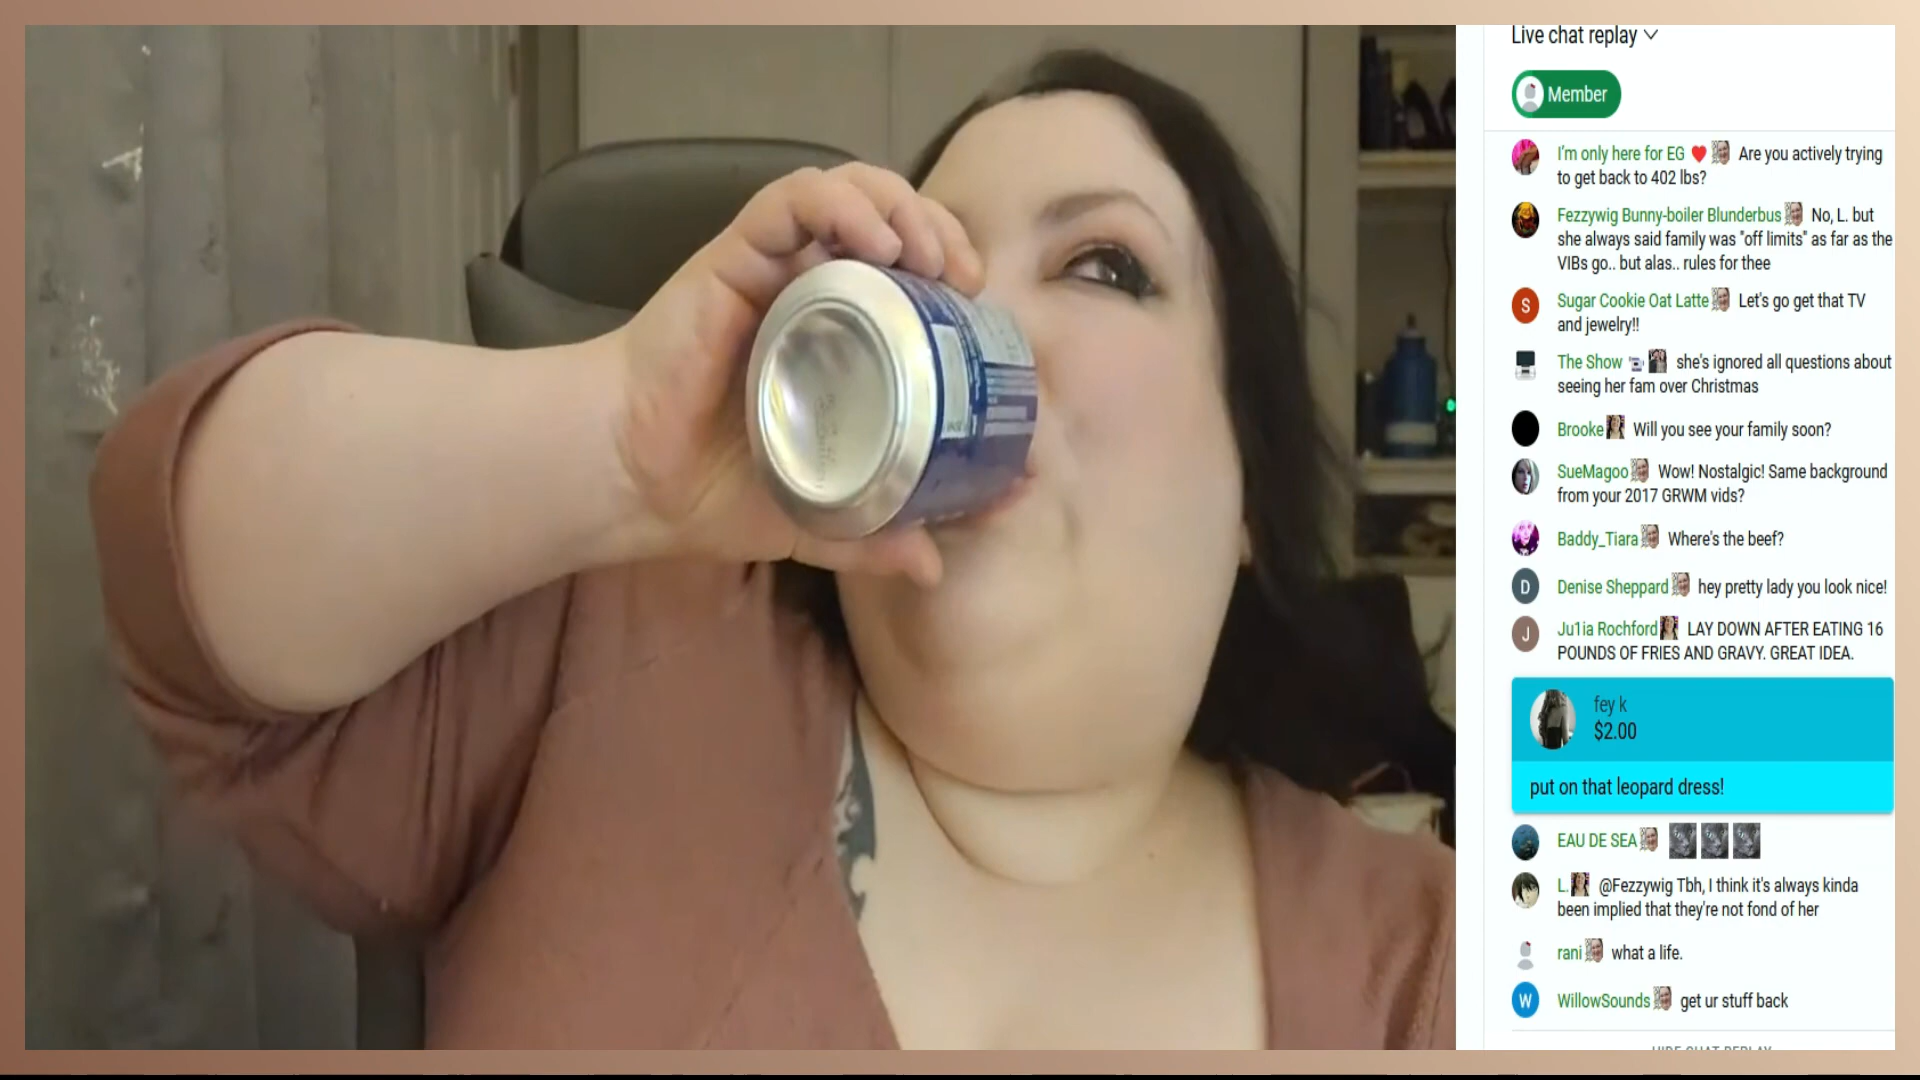 Live chat replay
Member
I'm only here for EG Are you actively trying
to get back to 402 lbs?
Fezzywig Bunny-boiler Blunderbus No, L. but
she always said family was "off limits" as far as the
VIBs go.. but alas.. rules for thee
S Sugar Cookie Oat Latte Let's go get that TV
and jewelry!!
The Show she's ignored all questions about
seeing her fam over Christmas
Brooke Will you see your family soon?
SueMagoo Wow! Nostalgic! Same background
from your 2017 GRWM vids?
Baddy_Tiara Where's the beef?
D Denise Sheppard hey pretty lady you look nice!
J Ju1ia Rochford LAY DOWN AFTER EATING 16
POUNDS OF FRIES AND GRAVY. GREAT IDEA.
fey k
$2.00
put on that leopard dress!
EAU DE SEA
L. @Fezzywig Tbh, I think it's always kinda
been implied that they're not fond of her
rani what a life.
W WillowSounds get ur stuff back
HIDE CHAT REPLAY